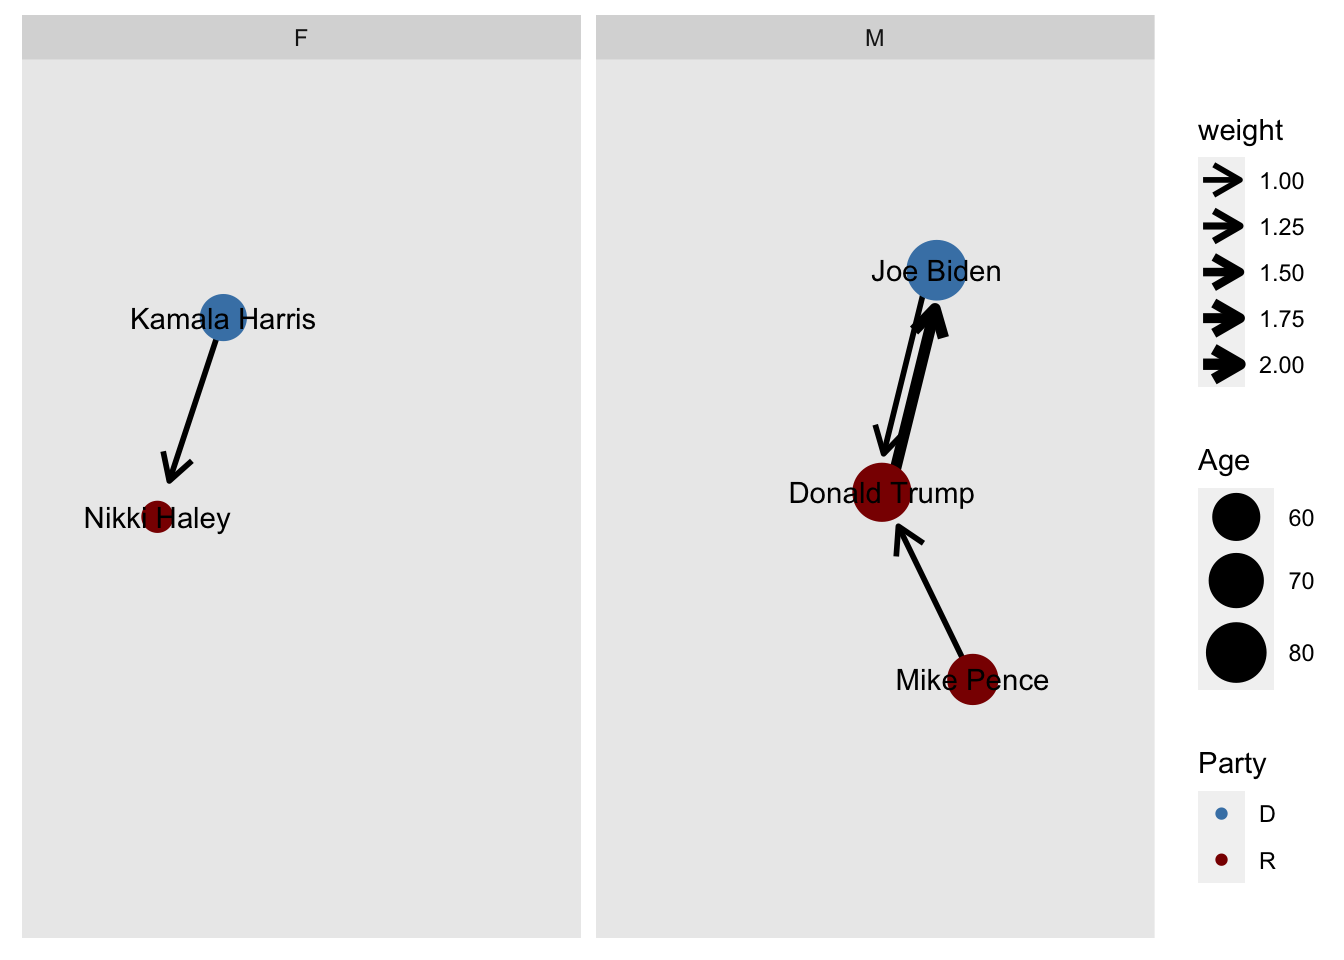 F
M
Kamala Harris
Nikki Haley
Joe Biden
Donald Trump
Mike Pence
weight
1.00
1.25
1.50
1.75
2.00
Age
60
70
80
Party
D
R